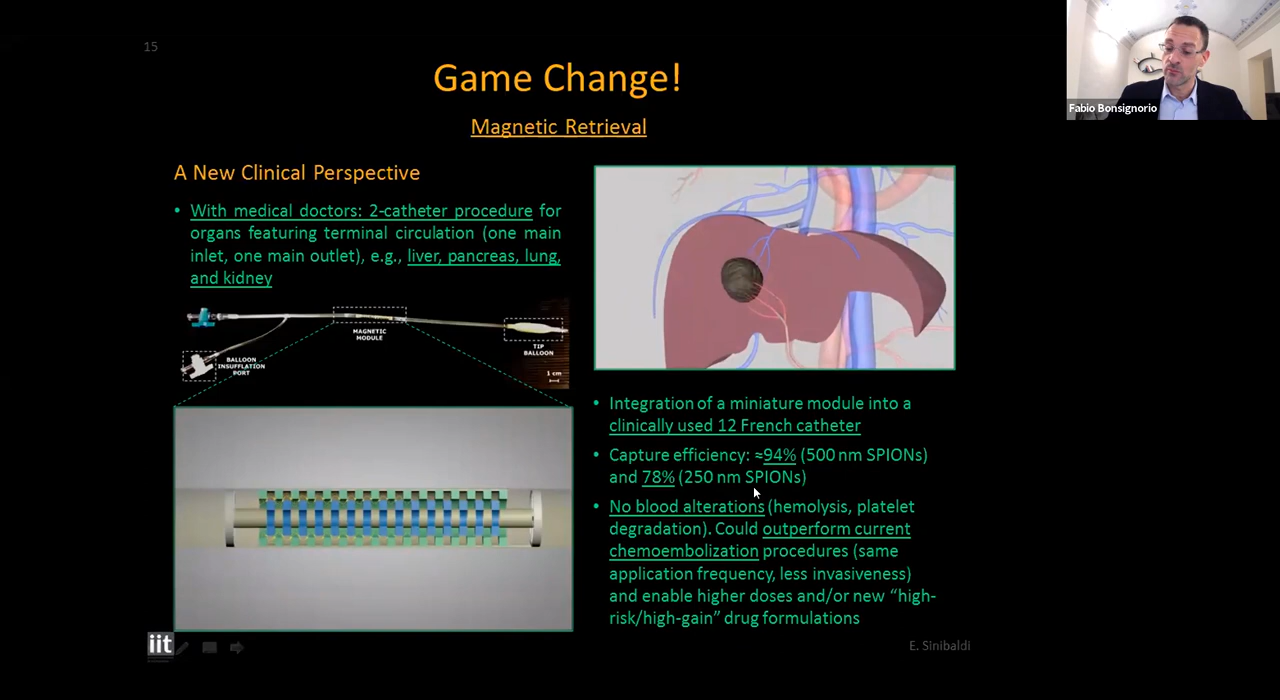 15
Fabio Bonsignorio
Game Change!
Magnetic Retrieval
A New Clinical Perspective
• With medical doctors: 2-catheter procedure for
organs featuring terminal circulation (one main
inlet, one main outlet), e.g., liver, pancreas, lung,
and kidney
MAGNETIC
MODULE
TIP
BALLOON
BALLOON
INSUFFLATION
PORT
1 cm
• Integration of a miniature module into a
clinically used 12 French catheter
• Capture efficiency: ≈94% (500 nm SPIONs)
and 78% (250 nm SPIONs)
• No blood alterations (hemolysis, platelet
degradation). Could outperform current
chemoembolization procedures (same
application frequency, less invasiveness)
and enable higher doses and/or new “high-
risk/high-gain” drug formulations
iit
E. Sinibaldi